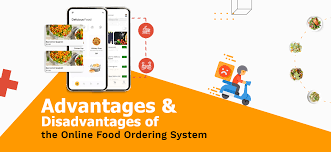 Advantages &
Disadvantages of
the Online Food Ordering System